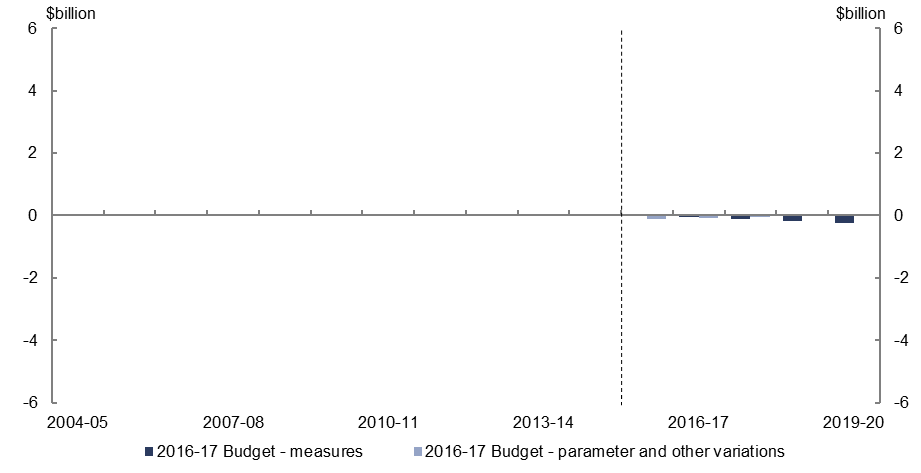 $billion $billion
6 6
4 4
2 2
0 0
-2 -2
-4 -4
-6 -6
2004-05 2007-08 2010-11 2013-14 2016-17 2019-20
2016-17 Budget - measures 2016-17 Budget - parameter and other variations